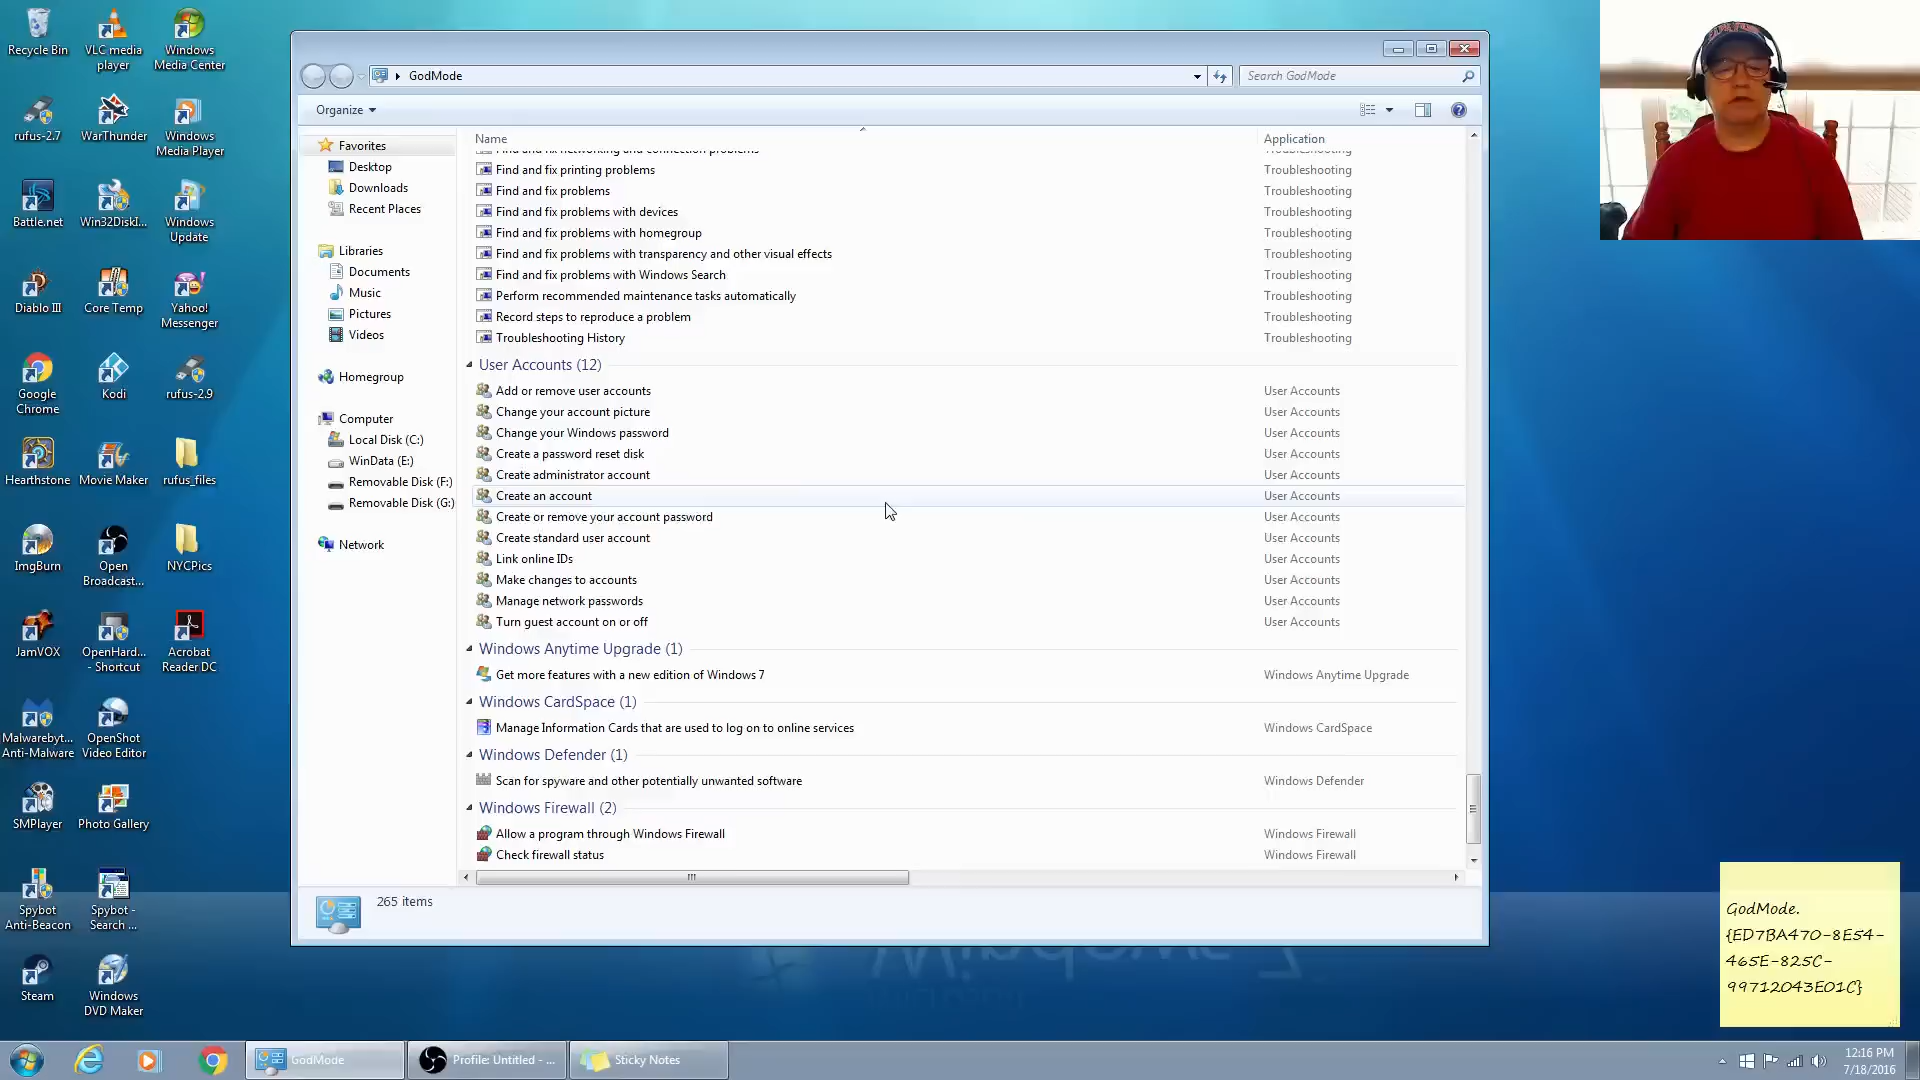 Recycle Bin
VLC media player
Windows Media Center
rufus-2.7
WarThunder
Windows Media Player
Battle.net
Win32DiskI...
Windows Update
Diablo III
Core Temp
Yahoo! Messenger
Google Chrome
Kodi
rufus-2.9
Hearthstone
Movie Maker
rufus_files
ImgBurn
Open Broadcast...
NYCPics
JamVOX
OpenHard... - Shortcut
Acrobat Reader DC
Malwarebyt... Anti-Malware
OpenShot Video Editor
SMPlayer
Photo Gallery
Spybot Anti-Beacon
Spybot - Search ...
Steam
Windows DVD Maker
GodMode
Search GodMode
Organize
Favorites
Desktop
Downloads
Recent Places
Libraries
Documents
Music
Pictures
Videos
Homegroup
Computer
Local Disk (C:)
WinData (E:)
Removable Disk (F:)
Removable Disk (G:)
Network
Name Application
Find and fix networking and connection problems Troubleshooting
Find and fix printing problems Troubleshooting
Find and fix problems Troubleshooting
Find and fix problems with devices Troubleshooting
Find and fix problems with homegroup Troubleshooting
Find and fix problems with transparency and other visual effects Troubleshooting
Find and fix problems with Windows Search Troubleshooting
Perform recommended maintenance tasks automatically Troubleshooting
Record steps to reproduce a problem Troubleshooting
Troubleshooting History Troubleshooting
User Accounts (12)
Add or remove user accounts User Accounts
Change your account picture User Accounts
Change your Windows password User Accounts
Create a password reset disk User Accounts
Create administrator account User Accounts
Create an account User Accounts
Create or remove your account password User Accounts
Create standard user account User Accounts
Link online IDs User Accounts
Make changes to accounts User Accounts
Manage network passwords User Accounts
Turn guest account on or off User Accounts
Windows Anytime Upgrade (1)
Get more features with a new edition of Windows 7 Windows Anytime Upgrade
Windows CardSpace (1)
Manage Information Cards that are used to log on to online services Windows CardSpace
Windows Defender (1)
Scan for spyware and other potentially unwanted software Windows Defender
Windows Firewall (2)
Allow a program through Windows Firewall Windows Firewall
Check firewall status Windows Firewall
265 items
GodMode.
{ED7BA470-8E54-
465E-825C-
99712043E01C}
GodMode
Profile: Untitled - ...
Sticky Notes
12:16 PM
7/18/2016